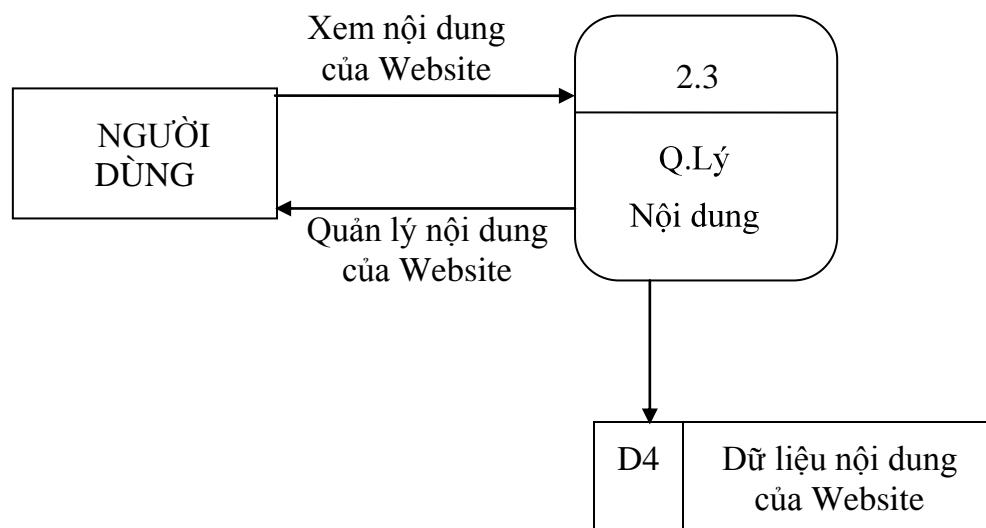 Xem nội dung
của Website
2.3
NGƯỜI
DÙNG
Q.Lý
Nội dung
Quản lý nội dung
của Website
D4
Dữ liệu nội dung
của Website